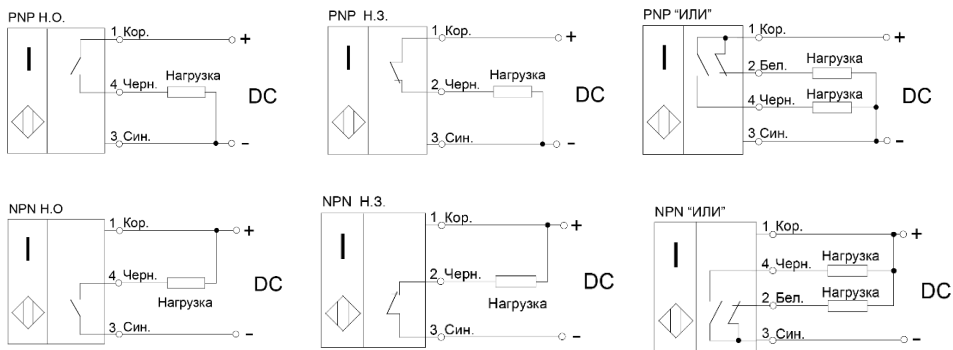 PNP Н.О.
1 Кор.
+
Нагрузка
4 Черн.
DC
3 Син.
-
PNP Н.З.
1 Кор.
+
Нагрузка
2 Черн.
DC
3 Син.
-
PNP “ИЛИ”
1 Кор.
+
2 Бел.
Нагрузка
DC
4 Черн.
Нагрузка
3 Син.
-
NPN Н.О
1 Кор.
+
4 Черн.
DC
Нагрузка
3 Син.
-
NPN Н.З.
1 Кор.
+
2 Черн.
DC
Нагрузка
3 Син.
-
NPN “ИЛИ”
1 Кор.
+
Нагрузка
4 Черн.
DC
2 Бел.
Нагрузка
3 Син.
-